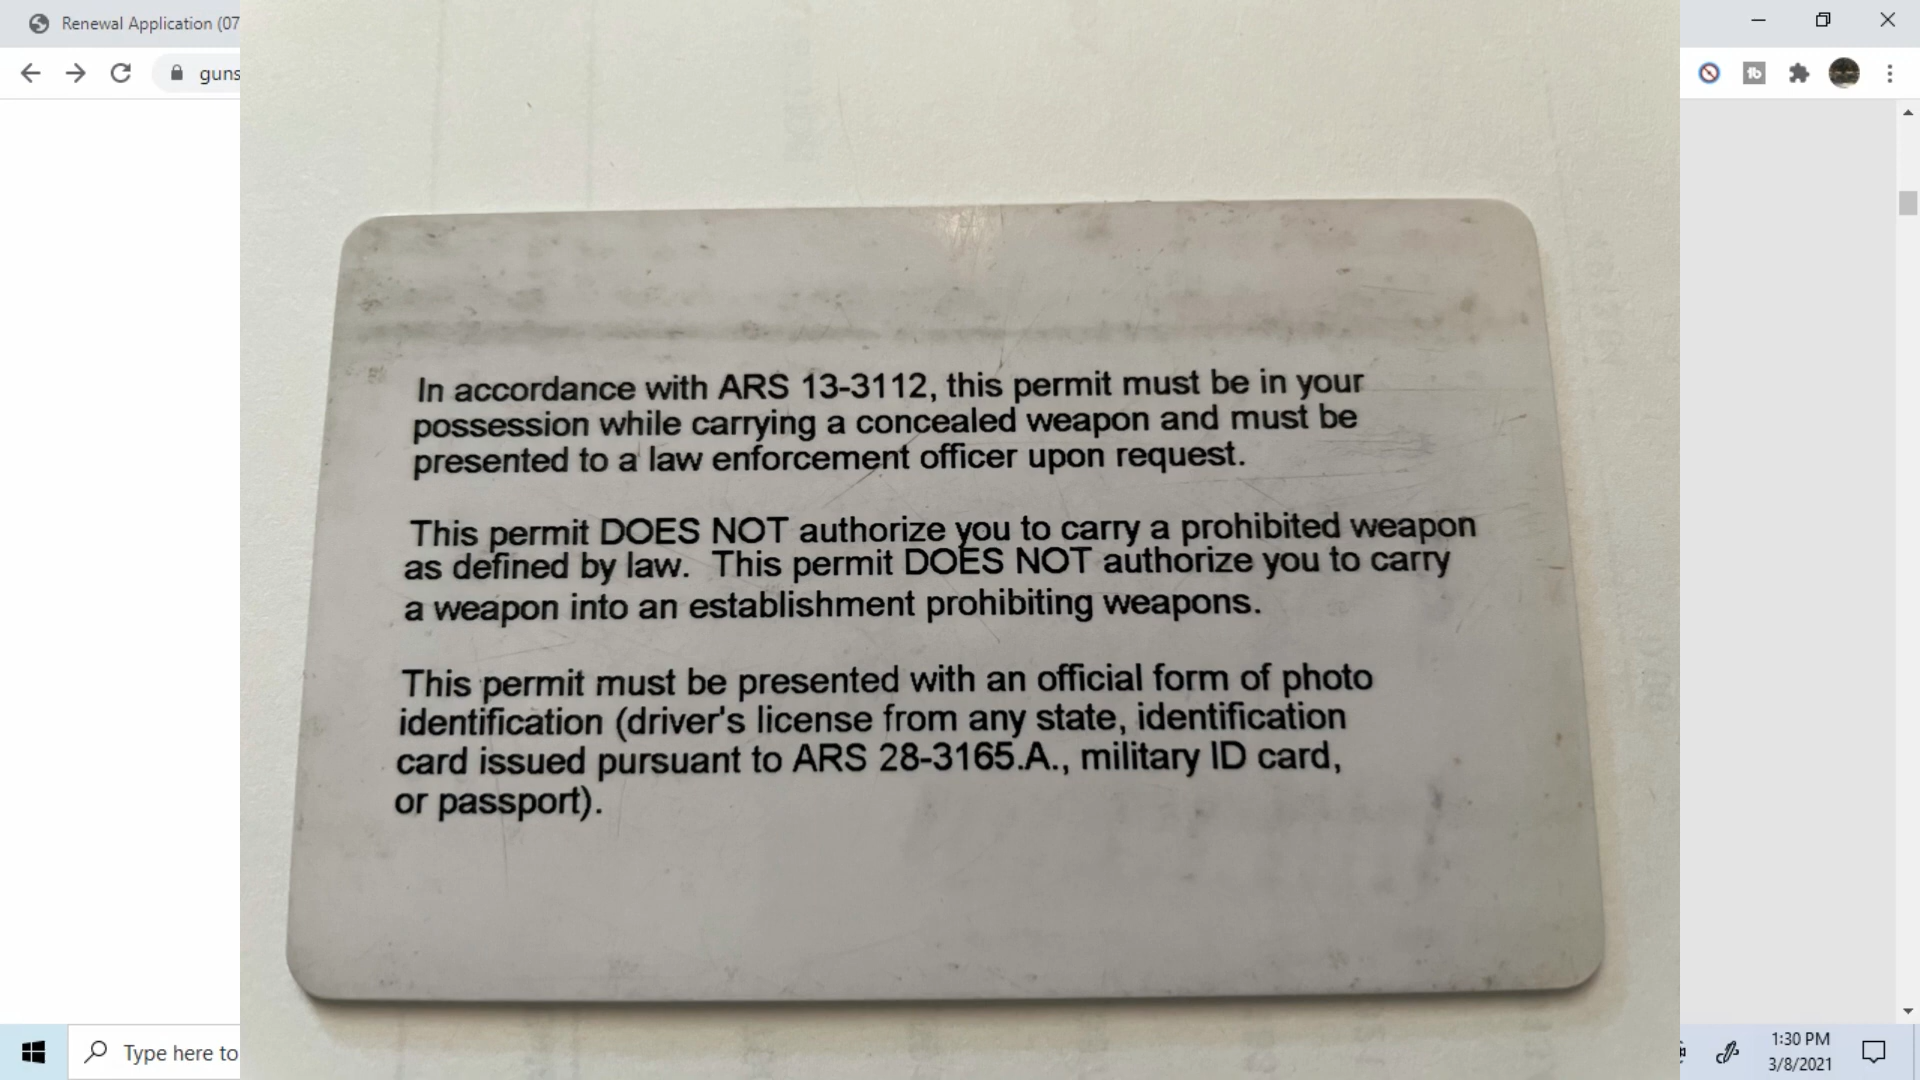 Renewal Application (07
guns
In accordance with ARS 13-3112, this permit must be in your
possession while carrying a concealed weapon and must be
presented to a law enforcement officer upon request.
This permit DOES NOT authorize you to carry a prohibited weapon
as defined by law. This permit DOES NOT authorize you to carry
a weapon into an establishment prohibiting weapons.
This permit must be presented with an official form of photo
identification (driver's license from any state, identification
card issued pursuant to ARS 28-3165.A., military ID card,
or passport).
Type here to
1:30 PM
3/8/2021